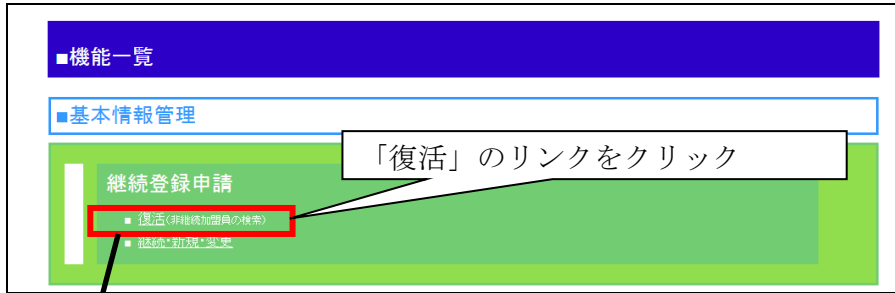 ■機能一覧
■基本情報管理
「復活」のリンクをクリック
継続登録申請
■ 復活(非継続加盟員の検索)
■ 継続・新規・変更